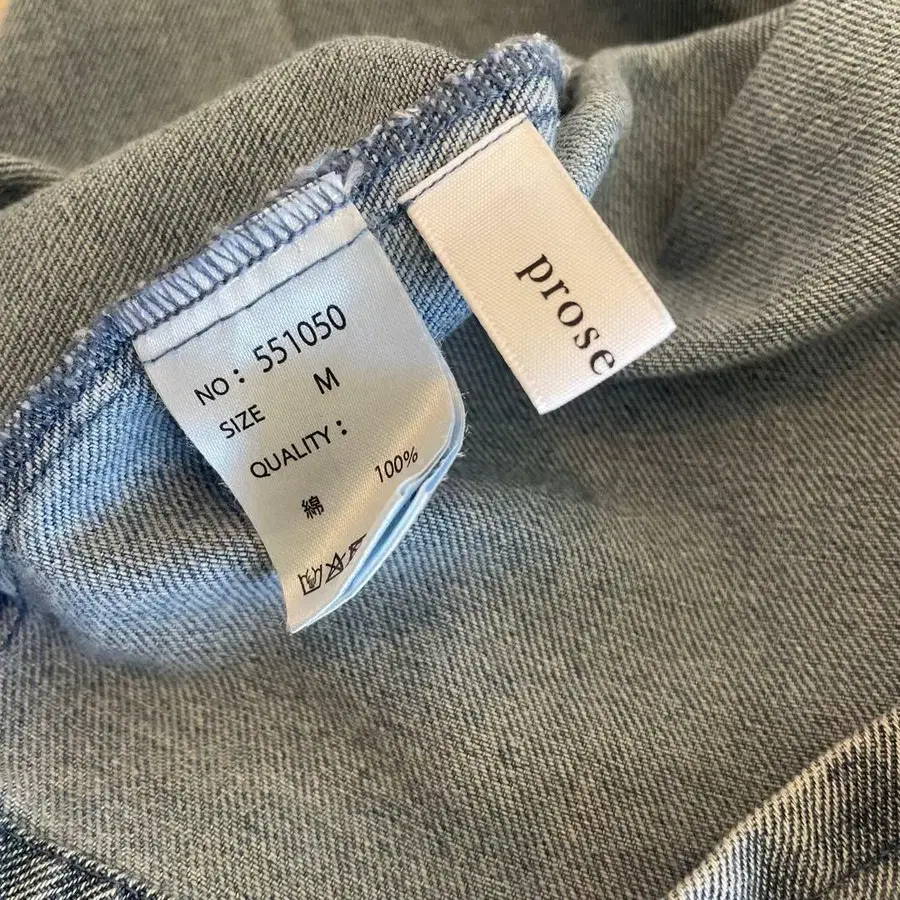 NO: 551050
SIZE M
QUALITY:
綿 100%
prose